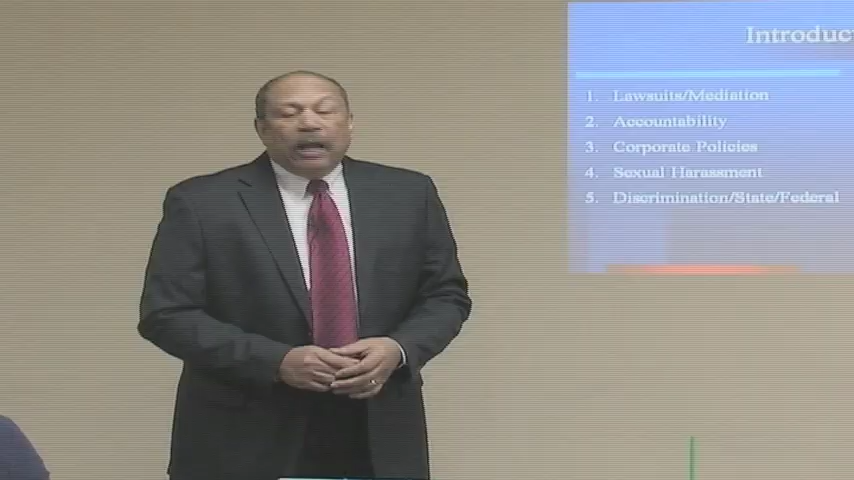 Introduc
1. Lawsuits/Mediation
2. Accountability
3. Corporate Policies
4. Sexual Harassment
5. Discrimination/State/Federal